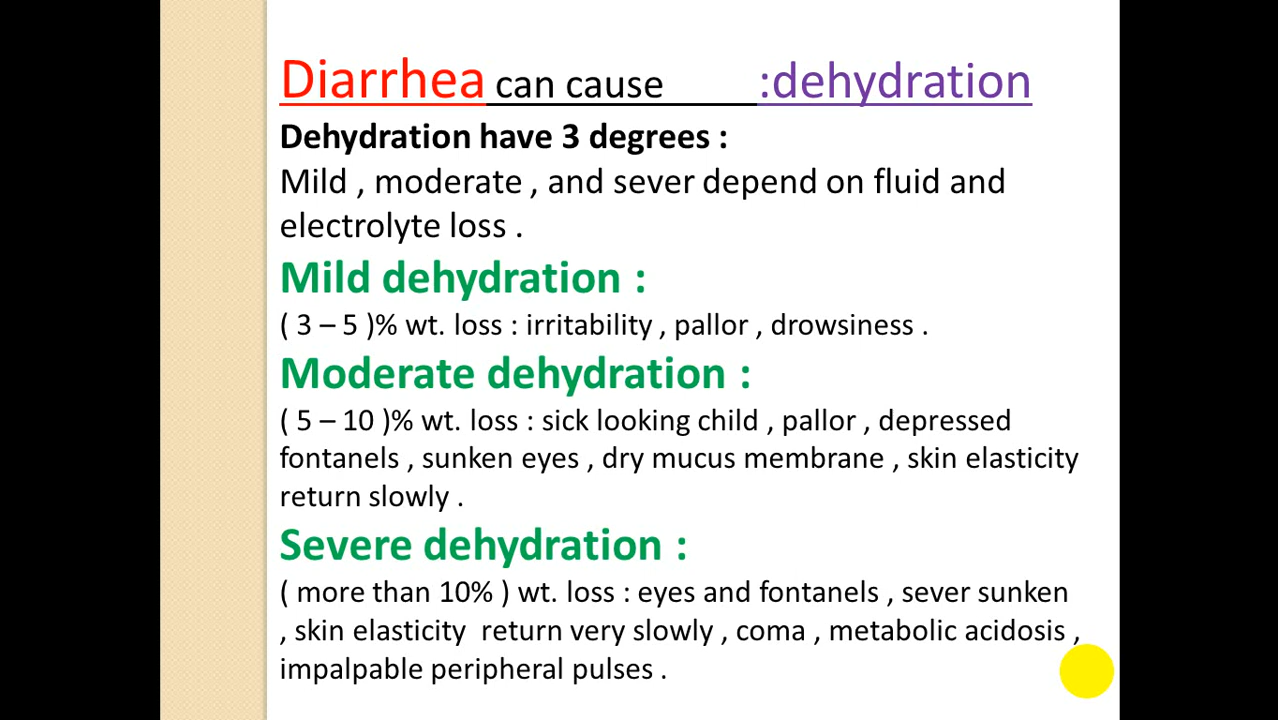 Diarrhea can cause :dehydration
Dehydration have 3 degrees :
Mild , moderate , and sever depend on fluid and
electrolyte loss .
Mild dehydration :
( 3 – 5 )% wt. loss : irritability , pallor , drowsiness .
Moderate dehydration :
( 5 – 10 )% wt. loss : sick looking child , pallor , depressed
fontanels , sunken eyes , dry mucus membrane , skin elasticity
return slowly .
Severe dehydration :
( more than 10% ) wt. loss : eyes and fontanels , sever sunken
, skin elasticity return very slowly , coma , metabolic acidosis ,
impalpable peripheral pulses .